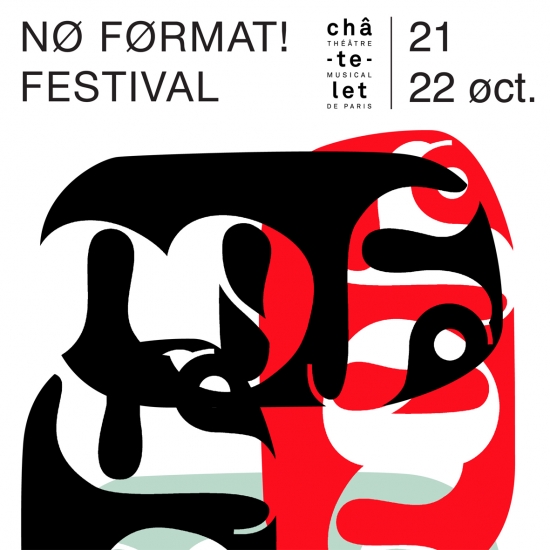 NØ FØRMAT!
FESTIVAL
châ
THÉÂTRE
-te-
MUSICAL
let
DE PARIS
21
22 øct.